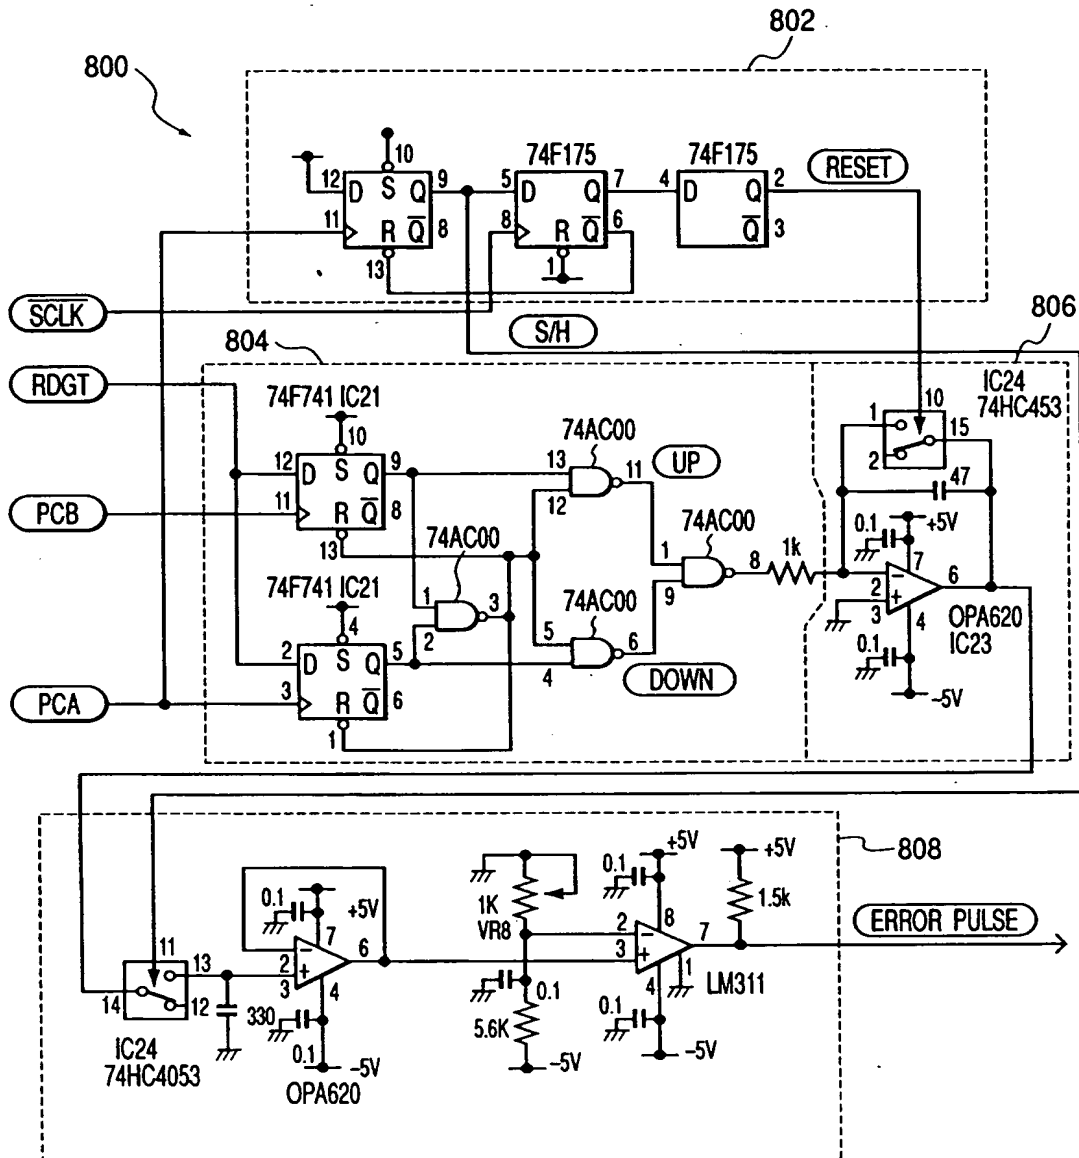 800
802
10
74F175
74F175
RESET
12 D S Q 9
5 D Q 7
4 D Q 2
11 R Q̅ 8
8 R Q̅ 6
Q̅ 3
13
1
S̅C̅L̅K̅
S/H
806
804
RDGT
74F741 IC21
IC24
74HC453
10
1
15
2
74AC00
10
12 D S Q 9
13
11
12
UP
47
PCB
11 R Q̅ 8
13
74AC00
74AC00
0.1
+5V
1
8
9
1k
7
74F741 IC21
1
2
3
74AC00
2
3
6
4
OPA620
IC23
4
2 D S Q 5
5
4
6
0.1
DOWN
PCA
3 R Q̅ 6
1
-5V
808
0.1
+5V
1K
VR8
0.1
+5V
+5V
1.5k
ERROR PULSE
7
6
2
3
8
7
11
13
14
12
2
3
4
330
0.1
0.1
5.6K
4
1
LM311
0.1
-5V
-5V
-5V
IC24
74HC4053
OPA620